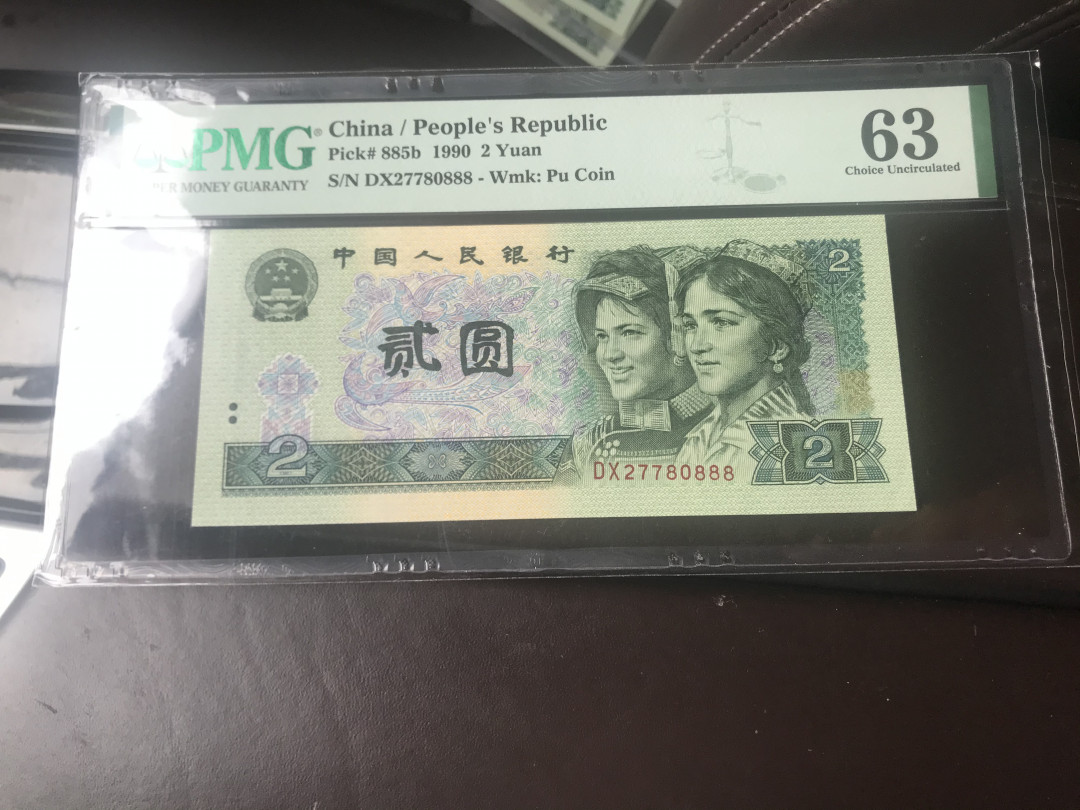 PMG®
PER MONEY GUARANTY
China / People's Republic
Pick# 885b 1990 2 Yuan
S/N DX27780888 - Wmk: Pu Coin
63
Choice Uncirculated
中国人民银行
2
贰圆
2
DX27780888
2